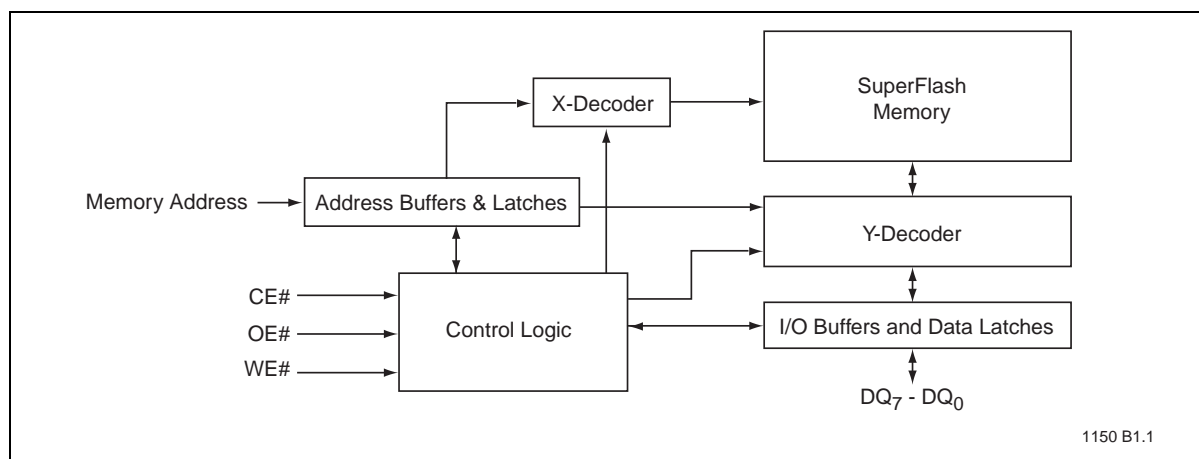 SuperFlash
Memory
X-Decoder
Memory Address
Address Buffers & Latches
Y-Decoder
CE#
OE#
WE#
Control Logic
I/O Buffers and Data Latches
DQ7 - DQ0
1150 B1.1